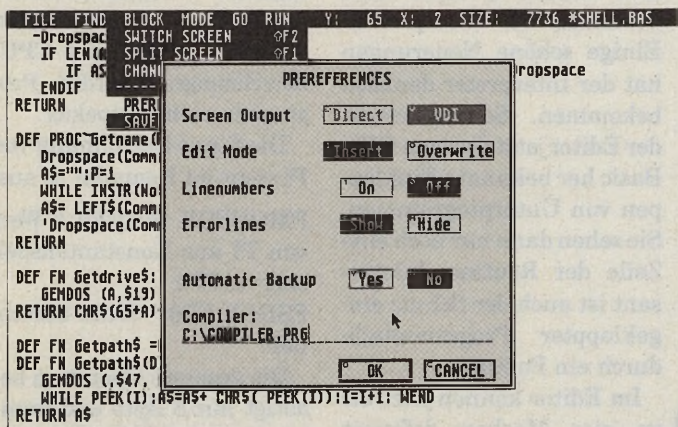 FILE FIND BLOCK MODE GO RUN Y: 65 X: 2 SIZE: 7736 *SHELL.BAS
-Dropspac SWITCH SCREEN ⇧F2
IF LEN( SPLIT SCREEN ⇧F1
IF AS CHAN ropspace
ENDIF
RETURN PRER
SAVE
DEF PROC Getname(
Dropspace(Comm
A$="":P=1
WHILE INSTR(No
A$= LEFT$(Comm
'Dropspace(Com
RETURN
DEF FN Getdrive$:
GEMDOS (A,$19)
RETURN CHR$(65+A)
DEF FN Getpath$ =
DEF FN Getpath$(D
GEMDOS (,$47,
WHILE PEEK(I):A$=A$+ CHR$( PEEK(I)):I=I+1: WEND
RETURN A$
PREREFERENCES
Screen Output Direct VDI
Edit Mode Insert Overwrite
Linenumbers On Off
Errorlines Show Hide
Automatic Backup Yes No
Compiler:
C:\COMPILEB.PRG
OK CANCEL